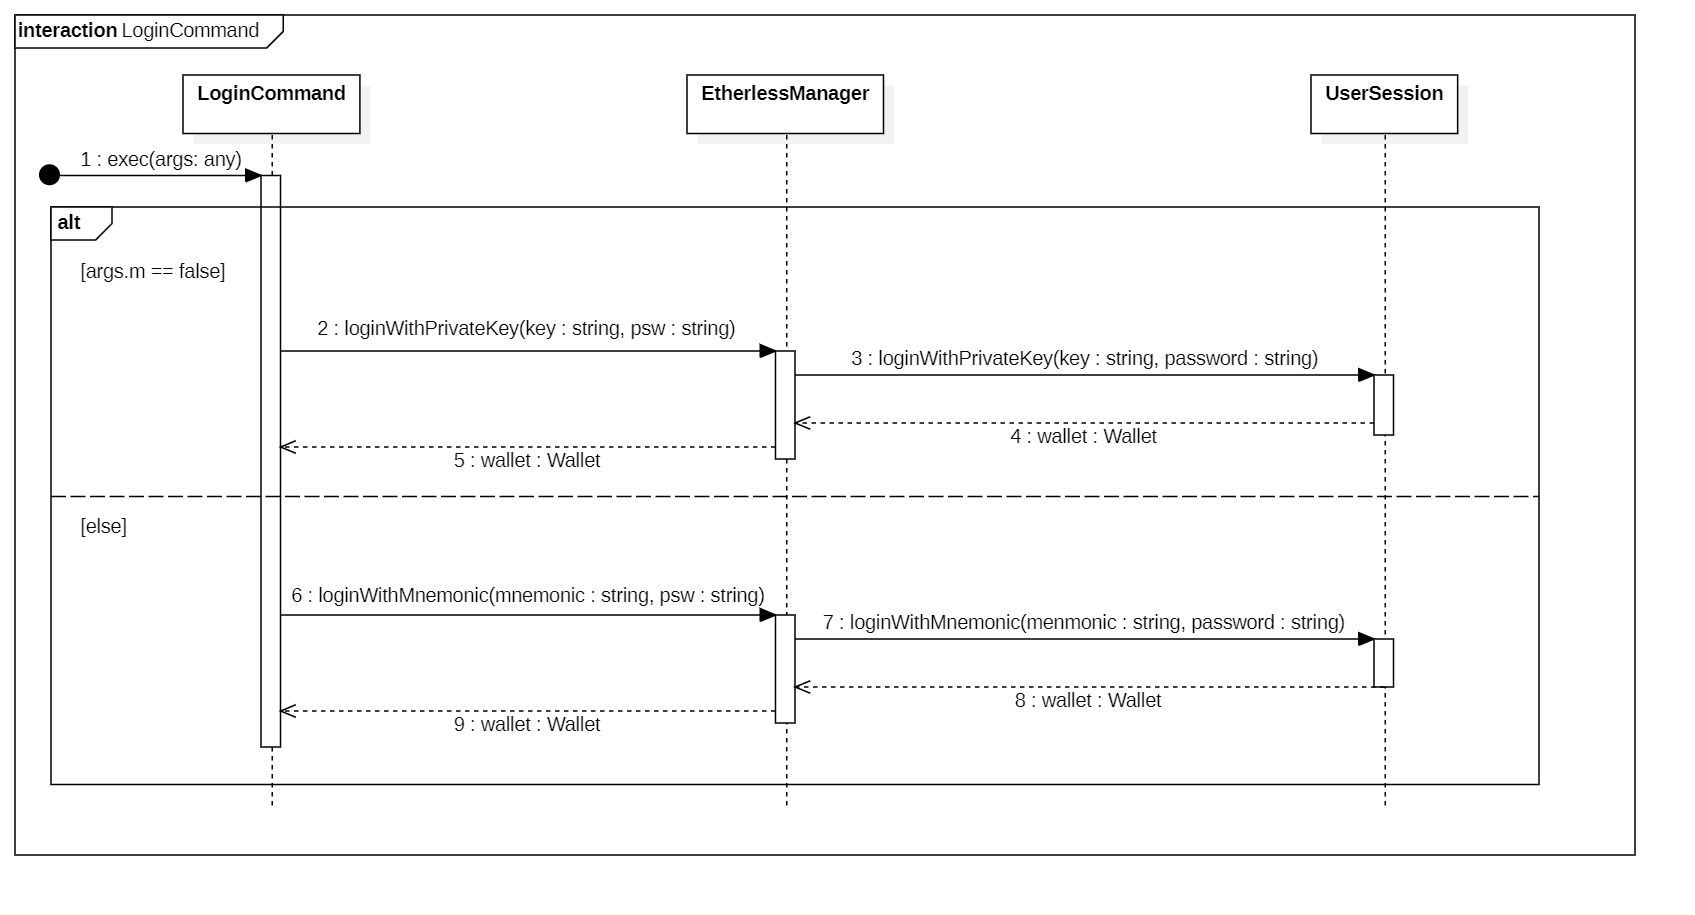 interaction LoginCommand
LoginCommand
EtherlessManager
UserSession
1 : exec(args: any)
alt
[args.m == false]
2 : loginWithPrivateKey(key : string, psw : string)
3 : loginWithPrivateKey(key : string, password : string)
4 : wallet : Wallet
5 : wallet : Wallet
[else]
6 : loginWithMnemonic(mnemonic : string, psw : string)
7 : loginWithMnemonic(menmonic : string, password : string)
8 : wallet : Wallet
9 : wallet : Wallet